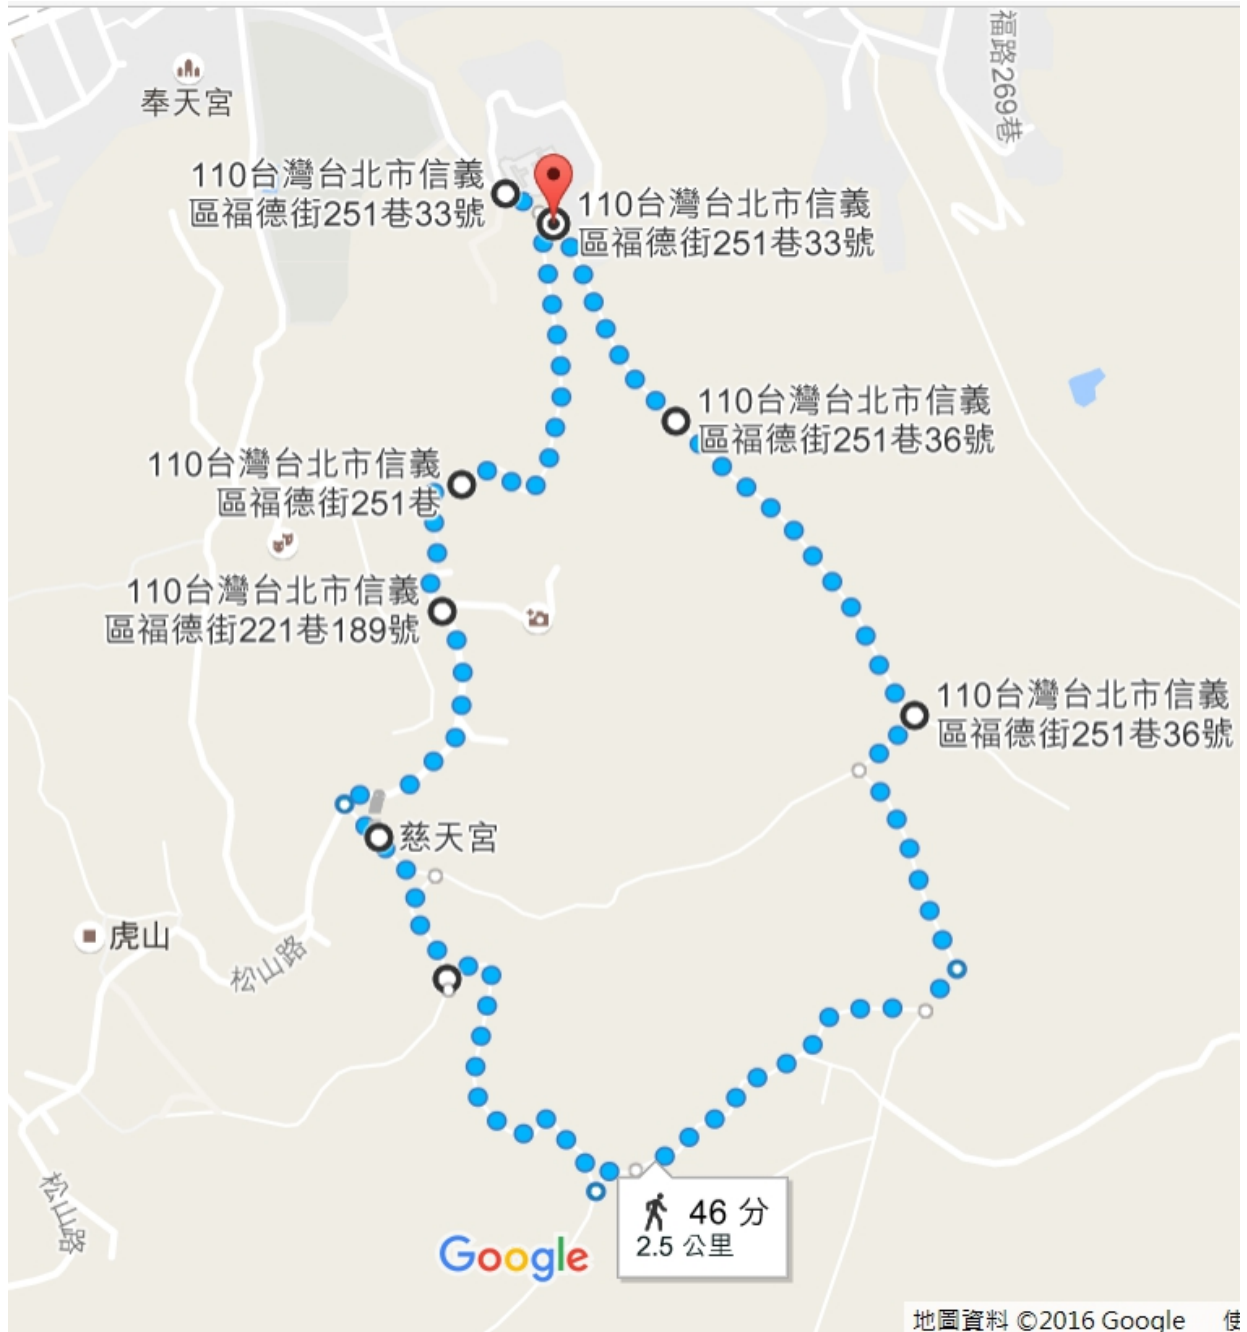 福路269巷
奉天宮
110台灣台北市信義
區福德街251巷33號
110台灣台北市信義
區福德街251巷33號
110台灣台北市信義
區福德街251巷36號
110台灣台北市信義
區福德街251巷
110台灣台北市信義
區福德街221巷189號
110台灣台北市信義
區福德街251巷36號
慈天宮
虎山
松山路
松山路
46 分
2.5 公里
Google
地圖資料 ©2016 Google
使